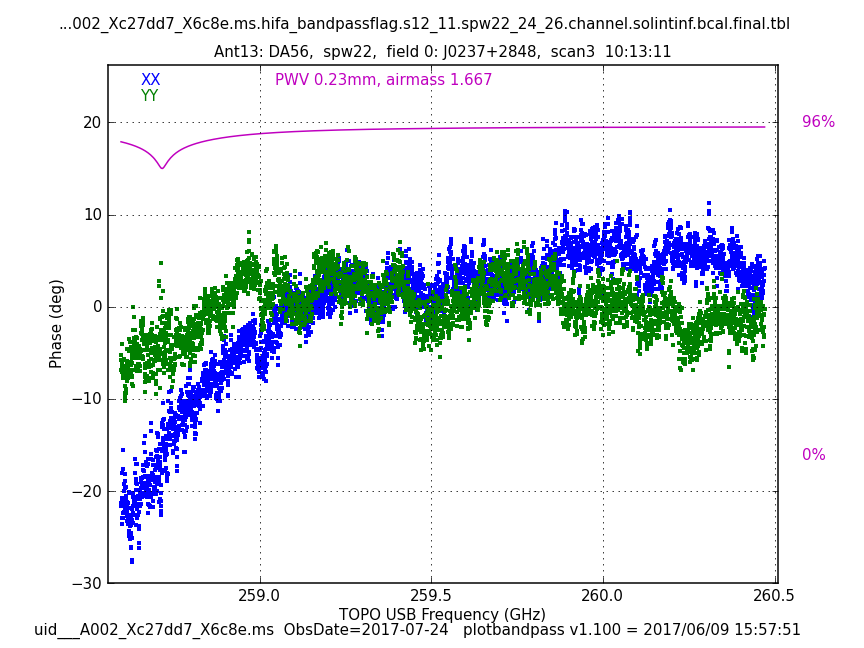 ...002_Xc27dd7_X6c8e.ms.hifa_bandpassflag.s12_11.spw22_24_26.channel.solintinf.bcal.final.tbl
Ant13: DA56, spw22, field 0: J0237+2848, scan3 10:13:11
XX
YY
PWV 0.23mm, airmass 1.667
96%
0%
20
10
0
−10
−20
−30
Phase (deg)
259.0
259.5
260.0
260.5
TOPO USB Frequency (GHz)
uid___A002_Xc27dd7_X6c8e.ms ObsDate=2017-07-24 plotbandpass v1.100 = 2017/06/09 15:57:51